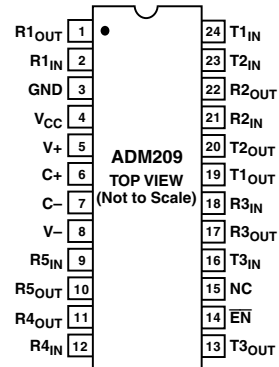 R1OUT 1 24 T1IN
R1IN 2 23 T2IN
GND 3 22 R2OUT
VCC 4 21 R2IN
V+ 5 20 T2OUT
C+ 6 19 T1OUT
C– 7 18 R3IN
V– 8 17 R3OUT
R5IN 9 16 T3IN
R5OUT 10 15 NC
R4OUT 11 14 E̅N̅
R4IN 12 13 T3OUT
ADM209
TOP VIEW
(Not to Scale)